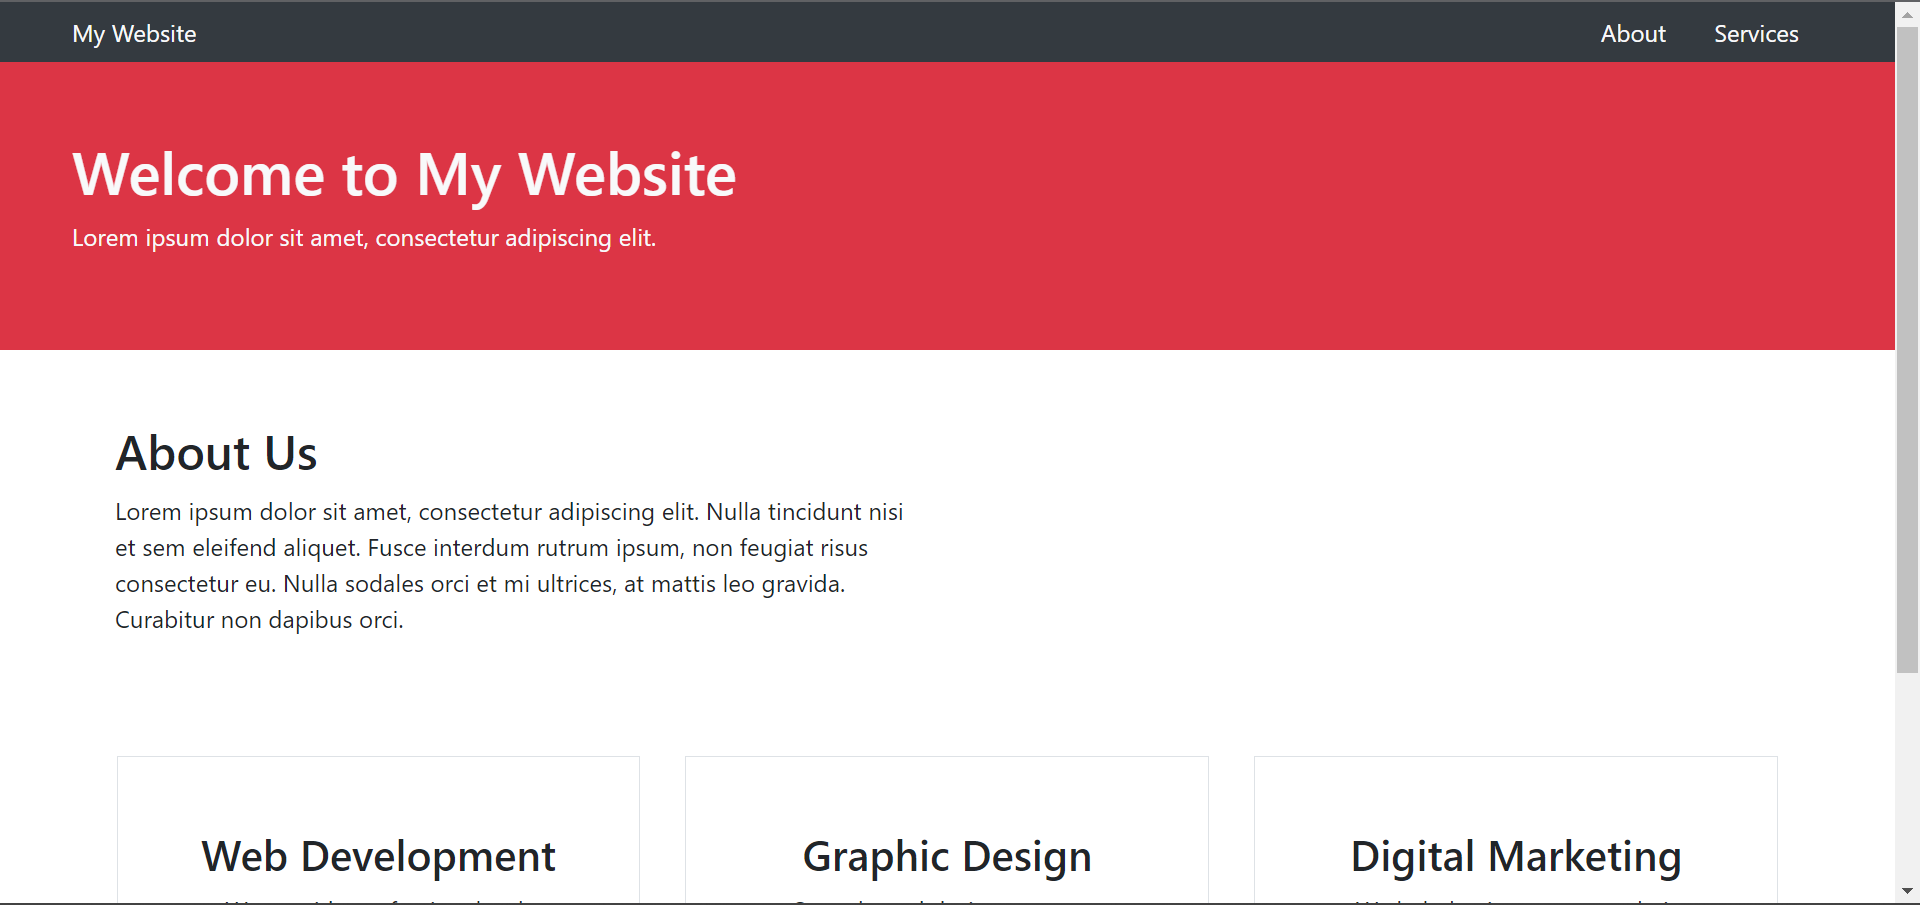 My Website
About Services
Welcome to My Website
Lorem ipsum dolor sit amet, consectetur adipiscing elit.
About Us
Lorem ipsum dolor sit amet, consectetur adipiscing elit. Nulla tincidunt nisi
et sem eleifend aliquet. Fusce interdum rutrum ipsum, non feugiat risus
consectetur eu. Nulla sodales orci et mi ultrices, at mattis leo gravida.
Curabitur non dapibus orci.
Web Development
Graphic Design
Digital Marketing